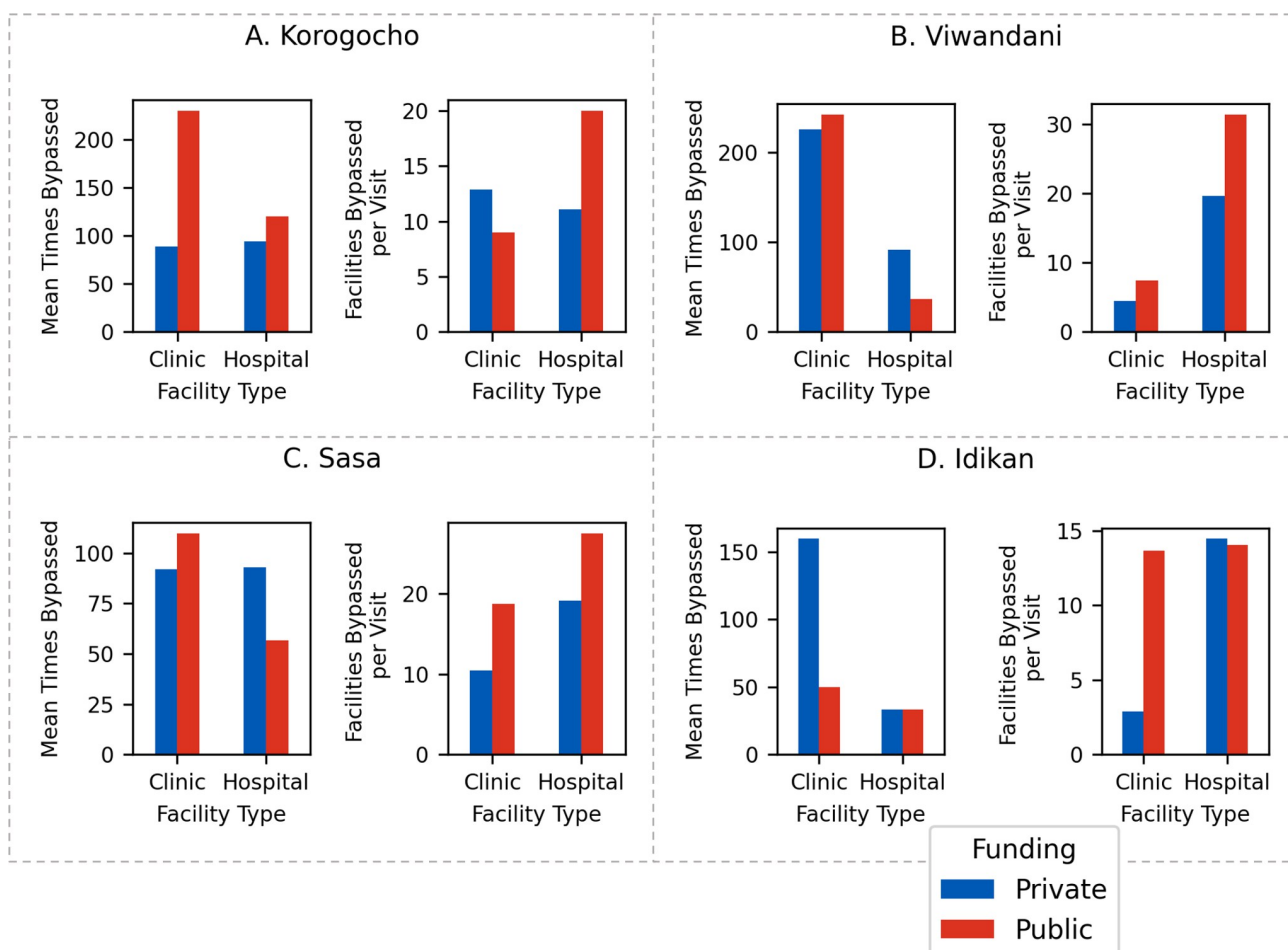 A. Korogocho
Mean Times Bypassed
200
150
100
50
0
Clinic Hospital
Facility Type
Facilities Bypassed
per Visit
20
15
10
5
0
Clinic Hospital
Facility Type
B. Viwandani
Mean Times Bypassed
200
100
0
Clinic Hospital
Facility Type
Facilities Bypassed
per Visit
30
20
10
0
Clinic Hospital
Facility Type
C. Sasa
Mean Times Bypassed
100
75
50
25
0
Clinic Hospital
Facility Type
Facilities Bypassed
per Visit
20
10
0
Clinic Hospital
Facility Type
D. Idikan
Mean Times Bypassed
150
100
50
0
Clinic Hospital
Facility Type
Facilities Bypassed
per Visit
15
10
5
0
Clinic Hospital
Facility Type
Funding
Private
Public